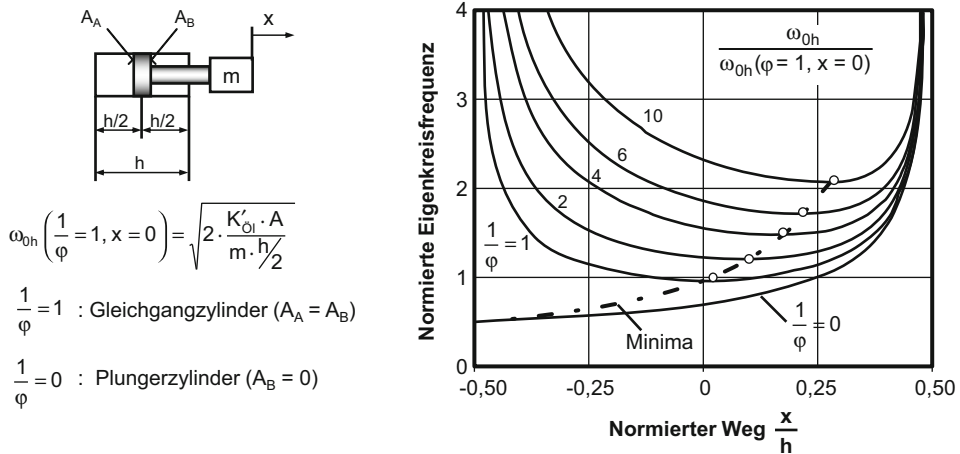 A_A A_B x
m
h/2 h/2
h
ω₀ₕ (1/φ = 1, x = 0) = √(2 · K′_Öl · A / (m · h/2))
1/φ = 1 : Gleichgangzylinder (A_A = A_B)
1/φ = 0 : Plungerzylinder (A_B = 0)
Normierte Eigenkreisfrequenz
4
3
2
1
0
ω₀ₕ / ω₀ₕ(φ = 1, x = 0)
10
6
4
2
1/φ = 1
Minima
1/φ = 0
-0,50 -0,25 0 0,25 0,50
Normierter Weg x/h